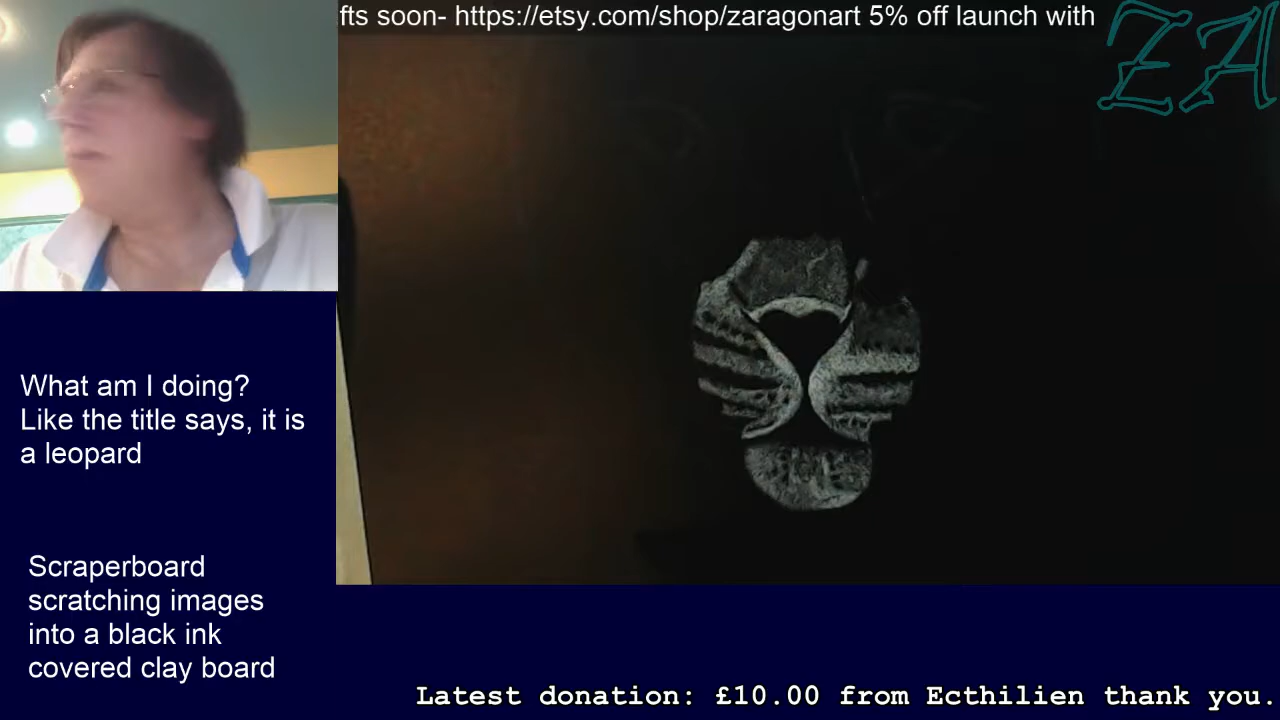 fts soon- https://etsy.com/shop/zaragonart 5% off launch with
ZA
What am I doing?
Like the title says, it is
a leopard
Scraperboard
scratching images
into a black ink
covered clay board
Latest donation: £10.00 from Ecthilien thank you.